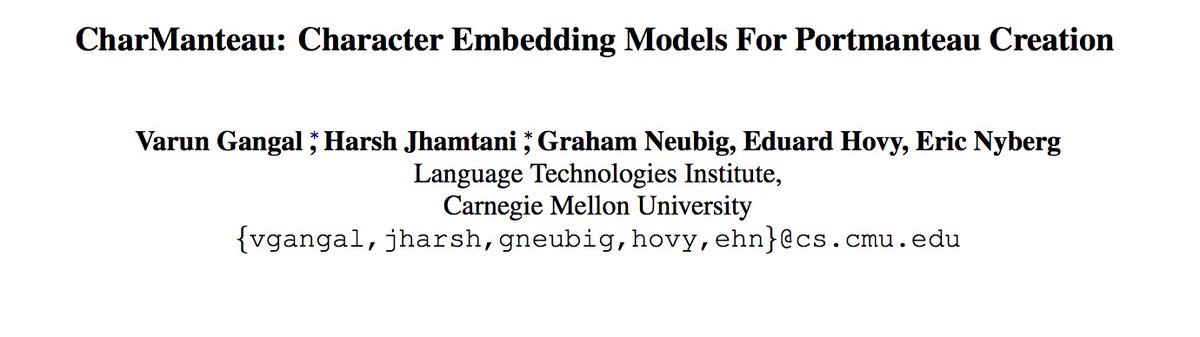 CharManteau: Character Embedding Models For Portmanteau Creation
Varun Gangal*, Harsh Jhamtani*, Graham Neubig, Eduard Hovy, Eric Nyberg
Language Technologies Institute,
Carnegie Mellon University
{vgangal,jharsh,gneubig,hovy,ehn}@cs.cmu.edu